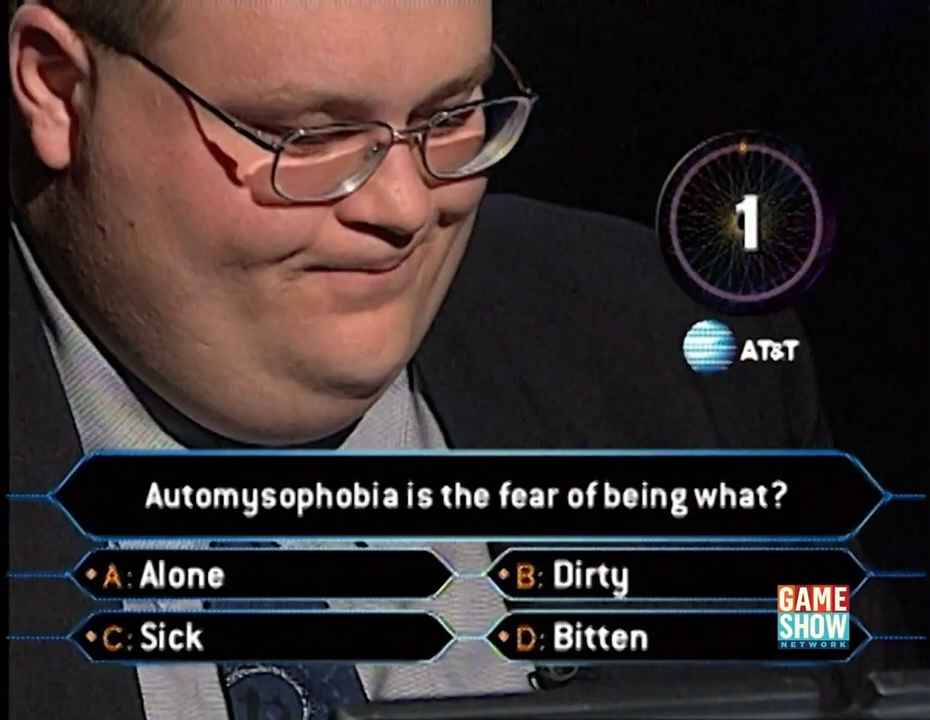 1
AT&T
Automysophobia is the fear of being what?
A: Alone
B: Dirty
C: Sick
D: Bitten
GAME
SHOW
NETWORK